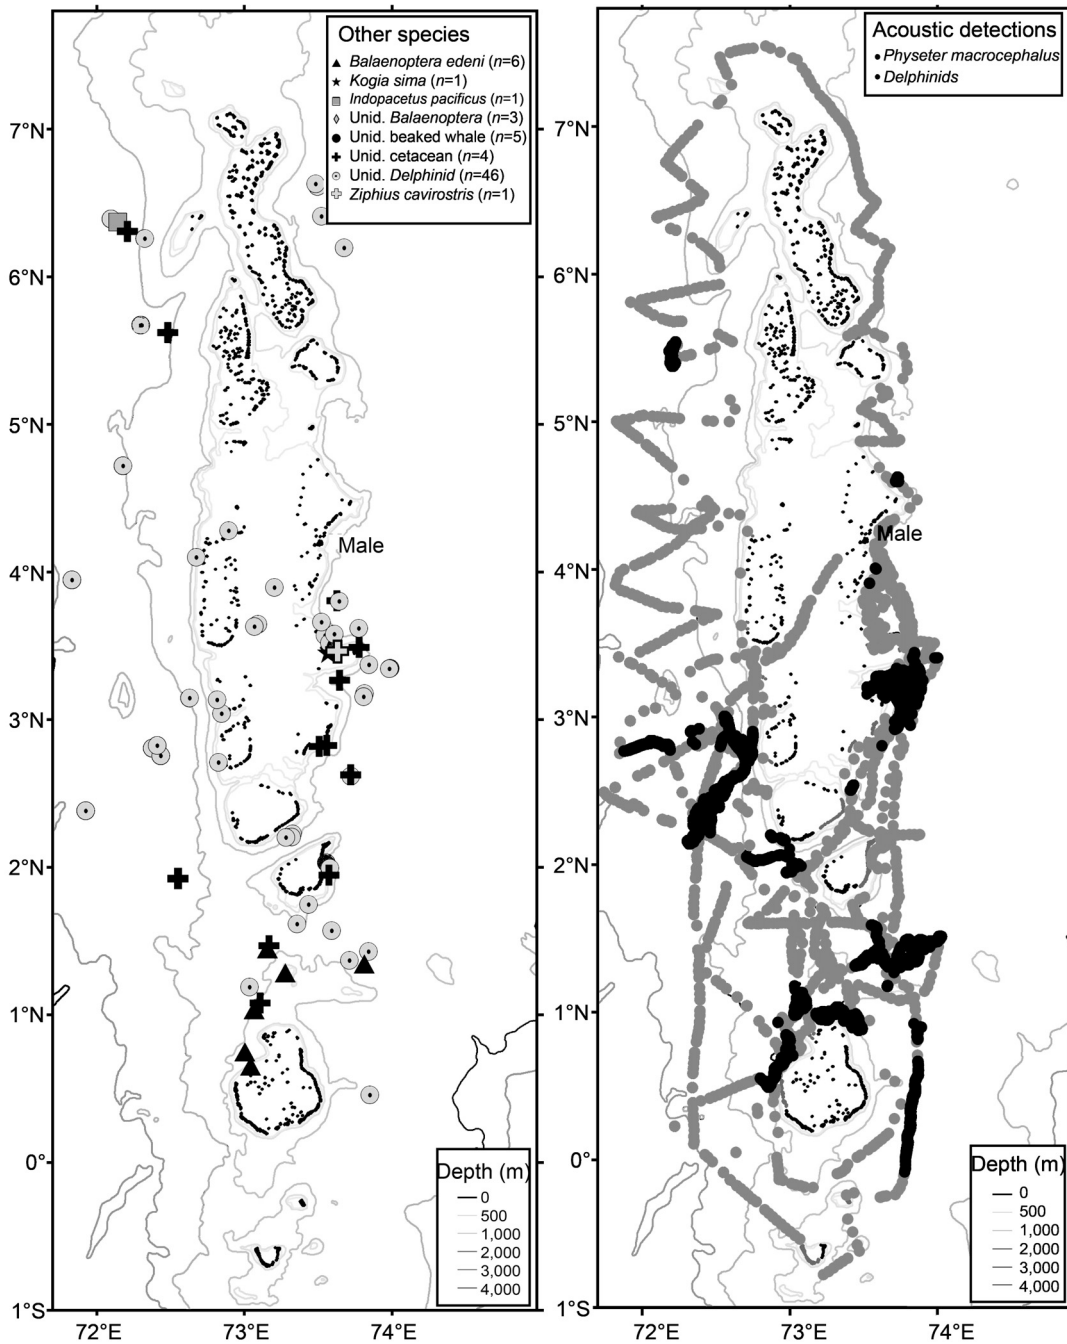 Other species
Balaenoptera edeni (n=6)
Kogia sima (n=1)
Indopacetus pacificus (n=1)
Unid. Balaenoptera (n=3)
Unid. beaked whale (n=5)
Unid. cetacean (n=4)
Unid. Delphinid (n=46)
Ziphius cavirostris (n=1)
7°N
6°N
5°N
4°N
3°N
2°N
1°N
0°
1°S
Male
Depth (m)
0
500
1,000
2,000
3,000
4,000
72°E
73°E
74°E
Acoustic detections
Physeter macrocephalus
Delphinids
7°N
6°N
5°N
4°N
3°N
2°N
1°N
0°
1°S
Male
Depth (m)
0
500
1,000
2,000
3,000
4,000
72°E
73°E
74°E